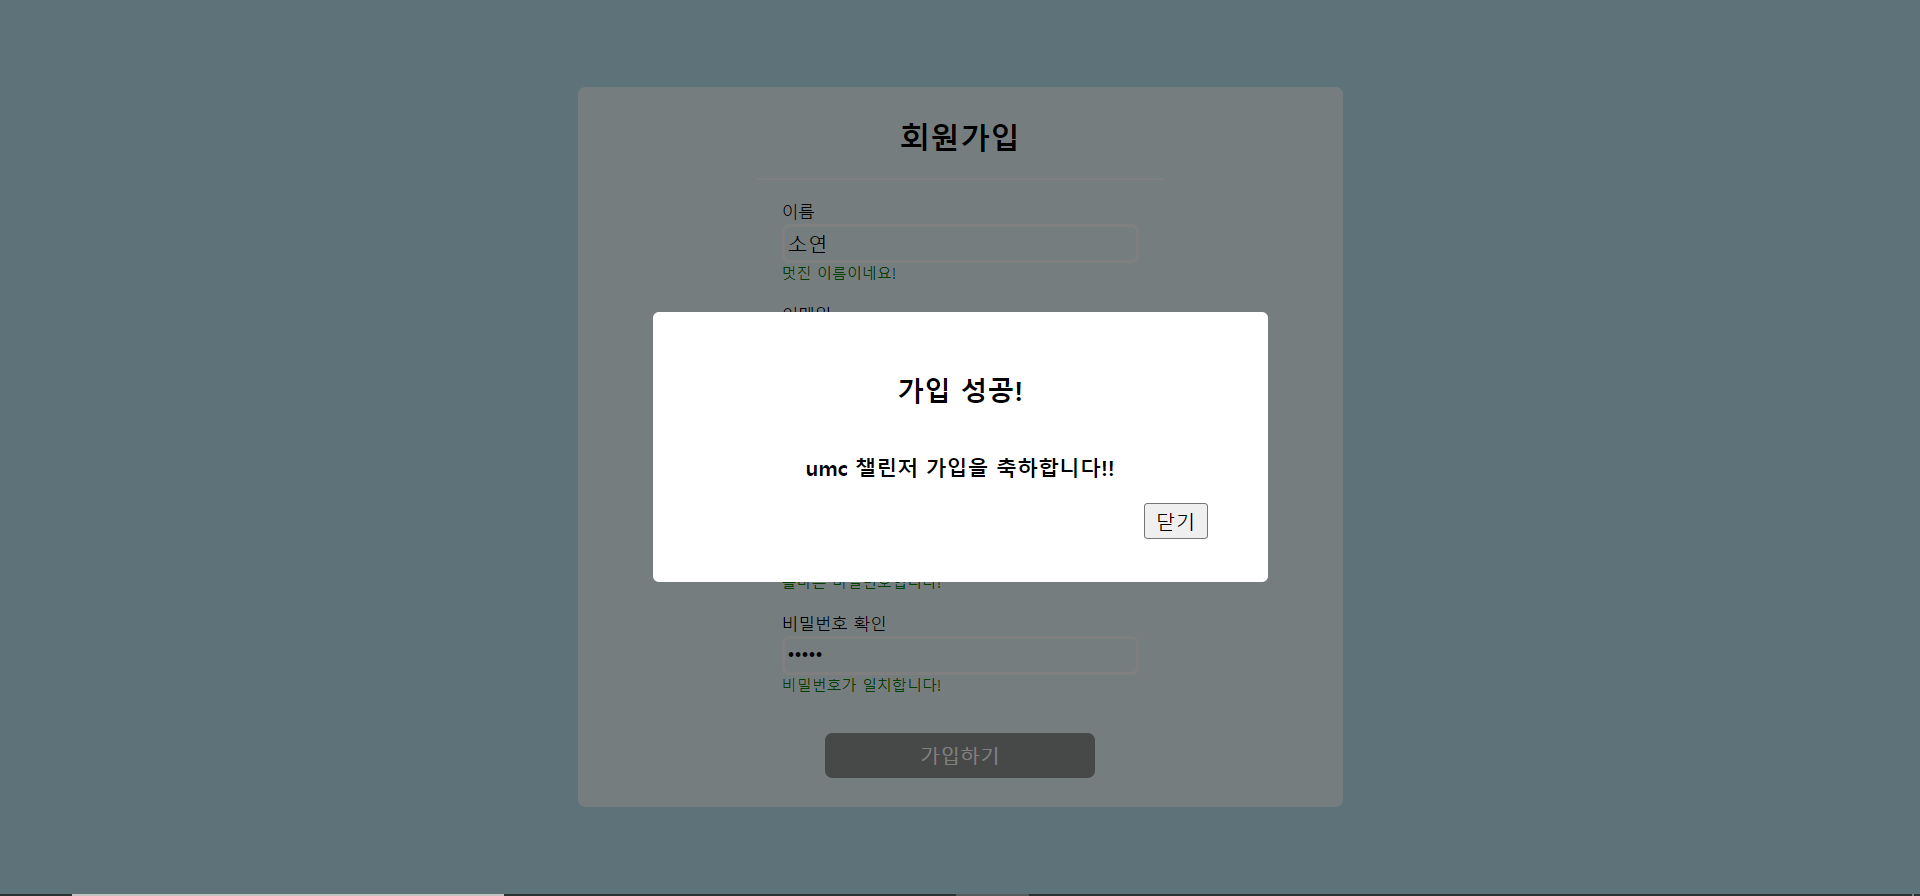 회원가입
이름
소연
멋진 이름이네요!
가입 성공!
umc 챌린저 가입을 축하합니다!!
닫기
비밀번호 확인
•••••
비밀번호가 일치합니다!
가입하기